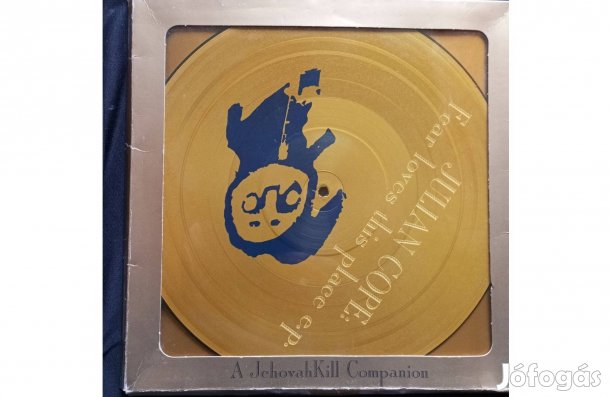 JULIAN COPE:
Fear loves this place e.p.
A JehovahKill Companion
Jófogás